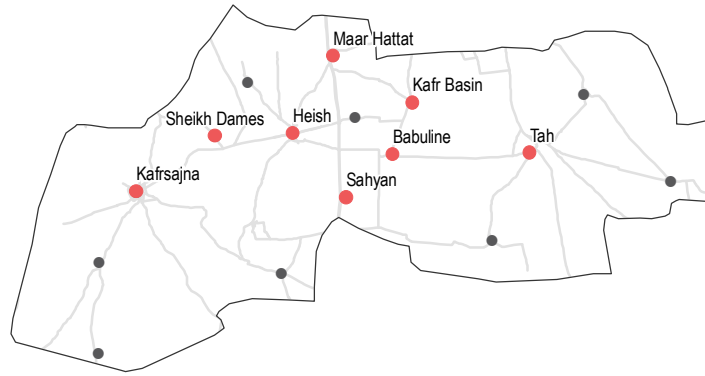 Maar Hattat
Kafr Basin
Sheikh Dames
Heish
Babuline
Tah
Kafrsajna
Sahyan